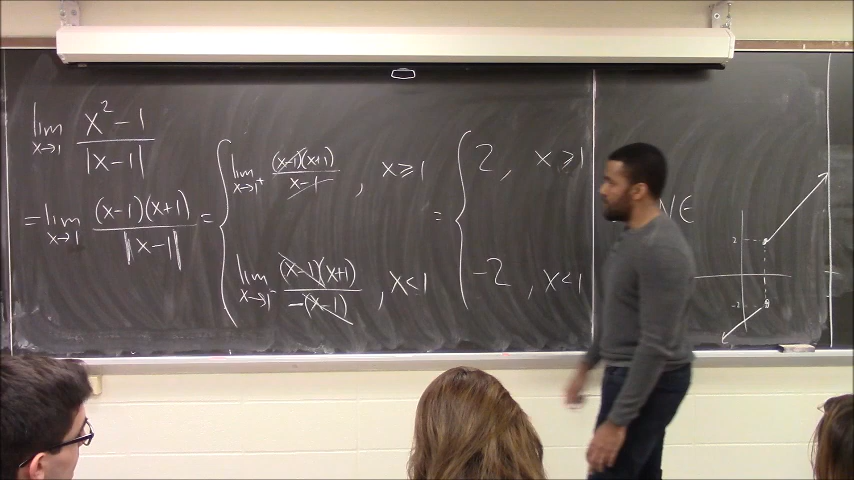 lim x→1 x² − 1 / |x − 1|
= lim x→1 (x−1)(x+1) / |x−1| = { lim x→1⁺ (x−1)(x+1) / x−1 , x ≥ 1
lim x→1⁻ (x−1)(x+1) / −(x−1) , x < 1
= { 2 , x ≥ 1
−2 , x < 1
NE
2
−2